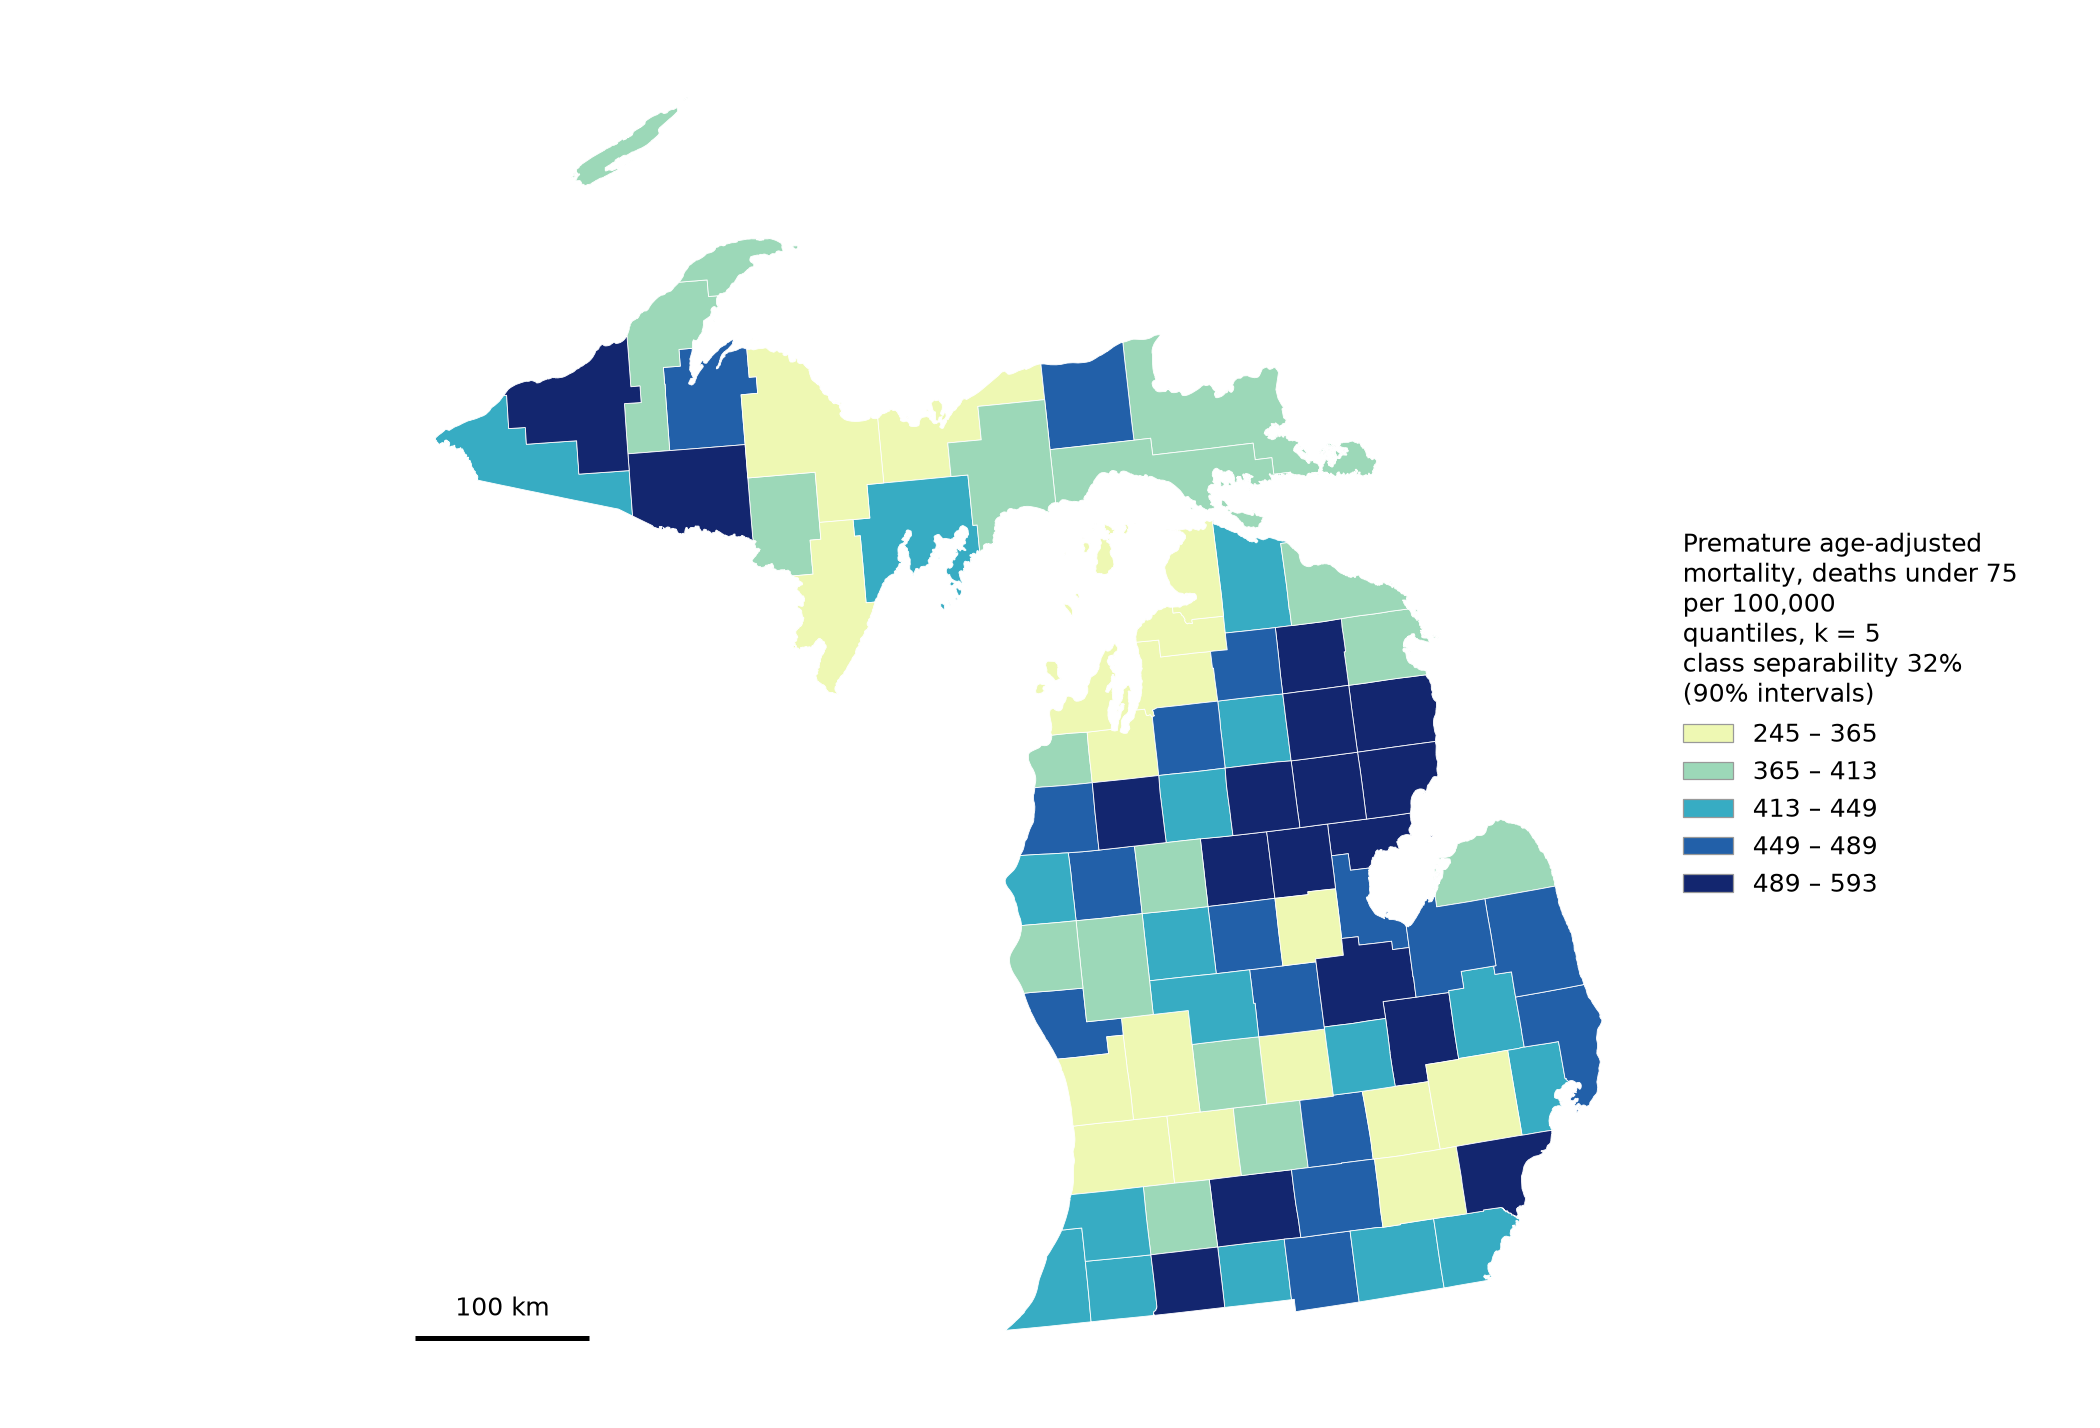 Premature age-adjusted
mortality, deaths under 75
per 100,000
quantiles, k = 5
class separability 32%
(90% intervals)
245 – 365
365 – 413
413 – 449
449 – 489
489 – 593
100 km